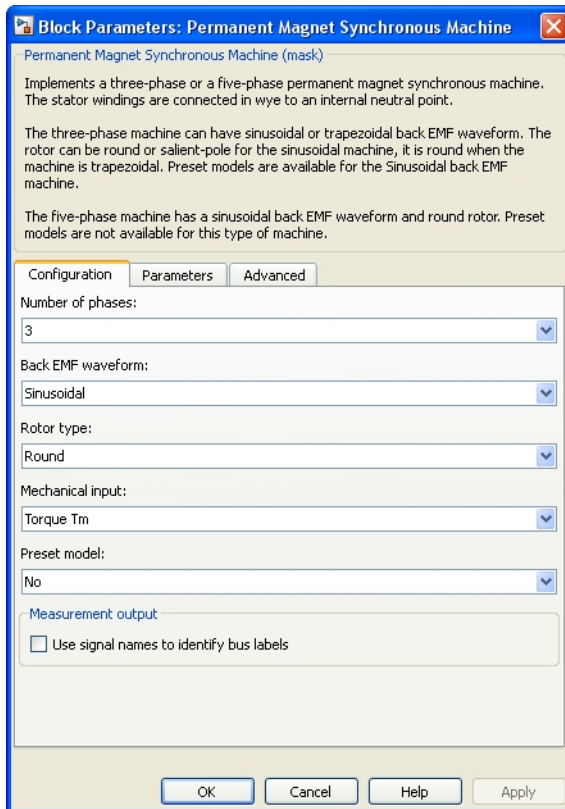 Block Parameters: Permanent Magnet Synchronous Machine
Permanent Magnet Synchronous Machine (mask)
Implements a three-phase or a five-phase permanent magnet synchronous machine.
The stator windings are connected in wye to an internal neutral point.
The three-phase machine can have sinusoidal or trapezoidal back EMF waveform. The
rotor can be round or salient-pole for the sinusoidal machine, it is round when the
machine is trapezoidal. Preset models are available for the Sinusoidal back EMF
machine.
The five-phase machine has a sinusoidal back EMF waveform and round rotor. Preset
models are not available for this type of machine.
Configuration Parameters Advanced
Number of phases:
3
Back EMF waveform:
Sinusoidal
Rotor type:
Round
Mechanical input:
Torque Tm
Preset model:
No
Measurement output
Use signal names to identify bus labels
OK Cancel Help Apply